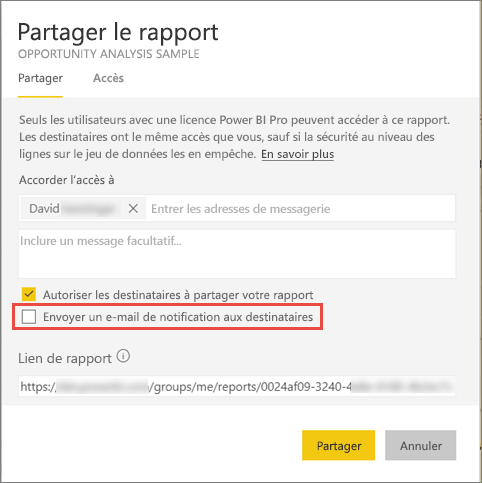 Partager le rapport
OPPORTUNITY ANALYSIS SAMPLE
Partager Accès
Seuls les utilisateurs avec une licence Power BI Pro peuvent accéder à ce rapport.
Les destinataires ont le même accès que vous, sauf si la sécurité au niveau des
lignes sur le jeu de données les en empêche. En savoir plus
Accorder l'accès à
David Entrer les adresses de messagerie
Inclure un message facultatif...
Autoriser les destinataires à partager votre rapport
Envoyer un e-mail de notification aux destinataires
Lien de rapport
https:/ /groups/me/reports/0024af09-3240-4
Partager Annuler